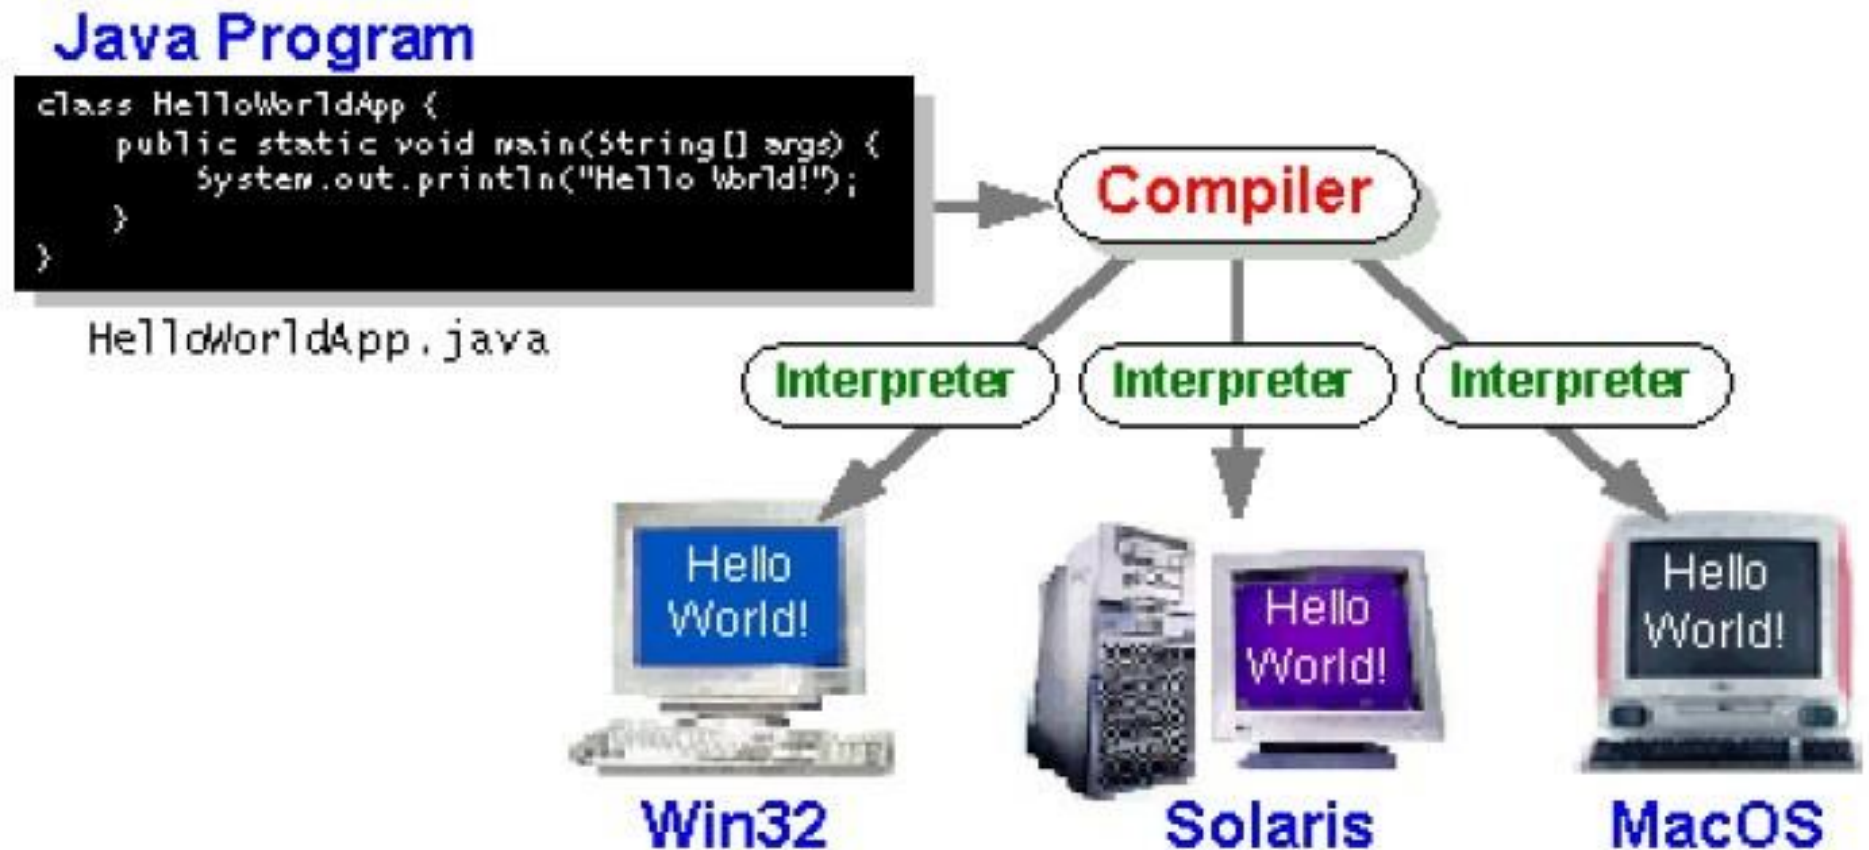 Java Program
class HelloWorldApp {
    public static void main(String[] args) {
        System.out.println("Hello World!");
    }
}
HelloWorldApp.java
Compiler
Interpreter
Interpreter
Interpreter
Hello
World!
Hello
World!
Hello
World!
Win32
Solaris
MacOS